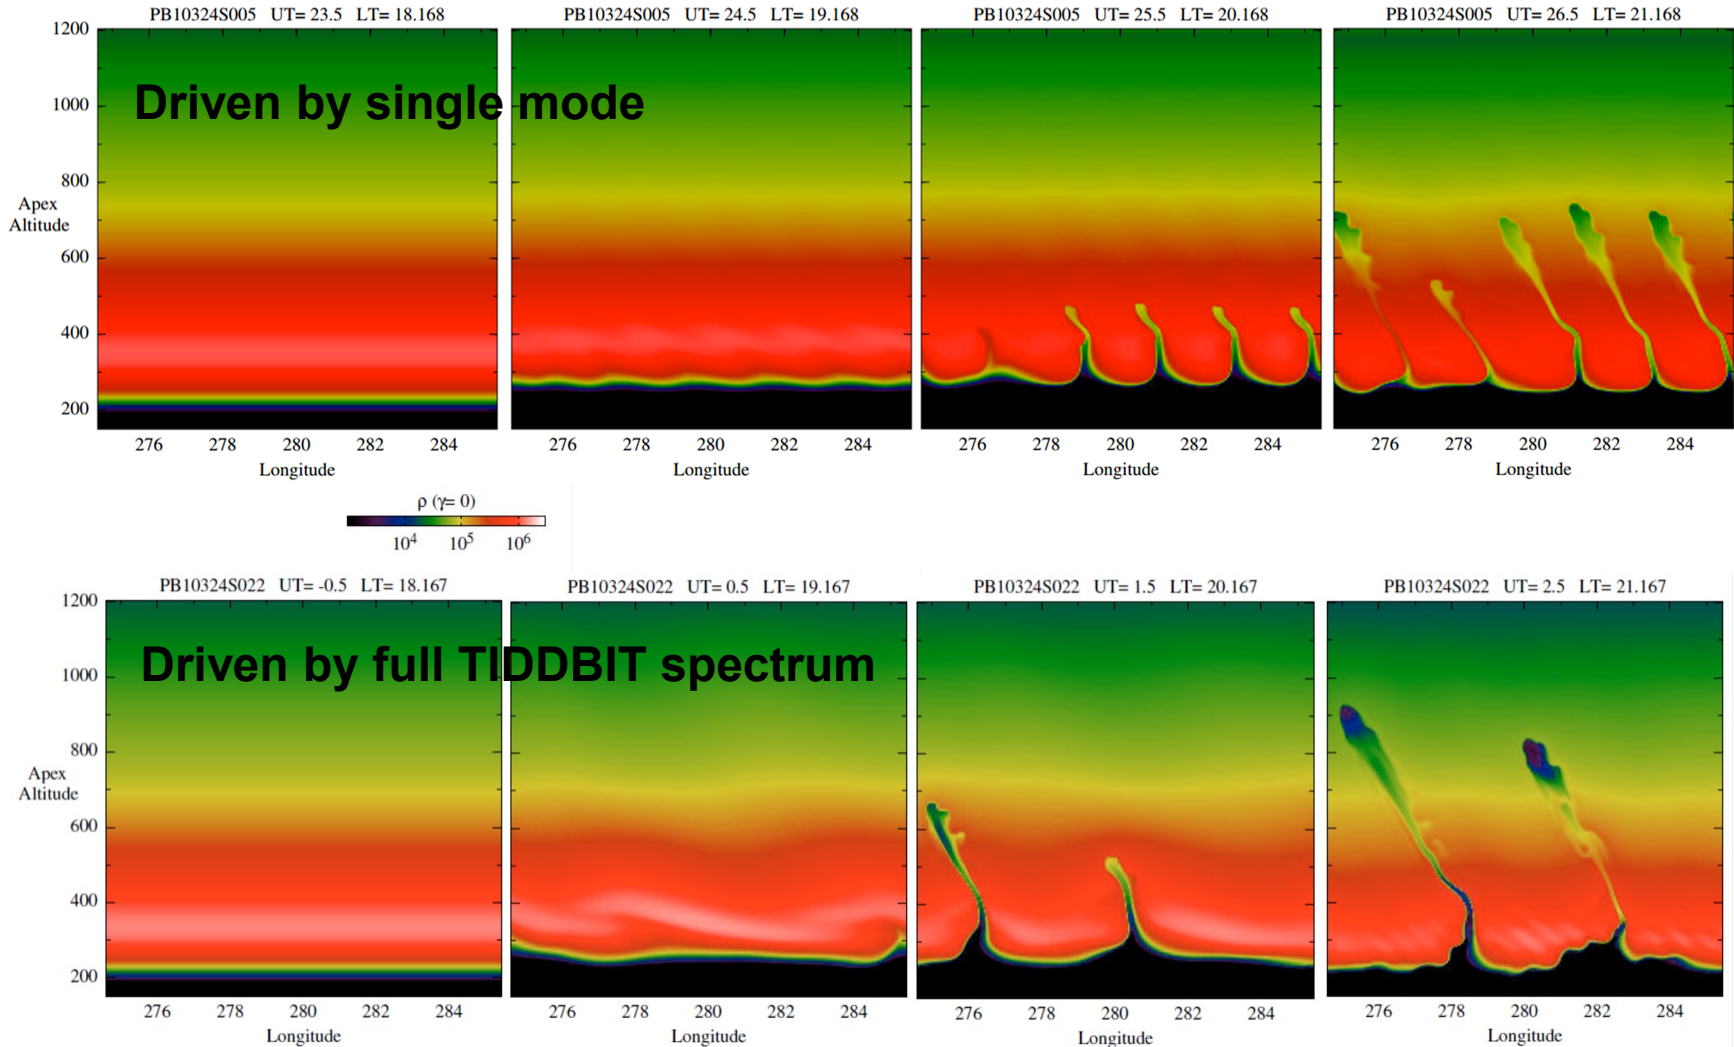 PB10324S005 UT= 23.5 LT= 18.168
PB10324S005 UT= 24.5 LT= 19.168
PB10324S005 UT= 25.5 LT= 20.168
PB10324S005 UT= 26.5 LT= 21.168
Driven by single mode
1200
1000
800
Apex
Altitude
600
400
200
276 278 280 282 284
276 278 280 282 284
276 278 280 282 284
276 278 280 282 284
Longitude
Longitude
Longitude
Longitude
ρ (γ= 0)
10⁴ 10⁵ 10⁶
PB10324S022 UT= -0.5 LT= 18.167
PB10324S022 UT= 0.5 LT= 19.167
PB10324S022 UT= 1.5 LT= 20.167
PB10324S022 UT= 2.5 LT= 21.167
Driven by full TIDDBIT spectrum
1200
1000
800
Apex
Altitude
600
400
200
276 278 280 282 284
276 278 280 282 284
276 278 280 282 284
276 278 280 282 284
Longitude
Longitude
Longitude
Longitude